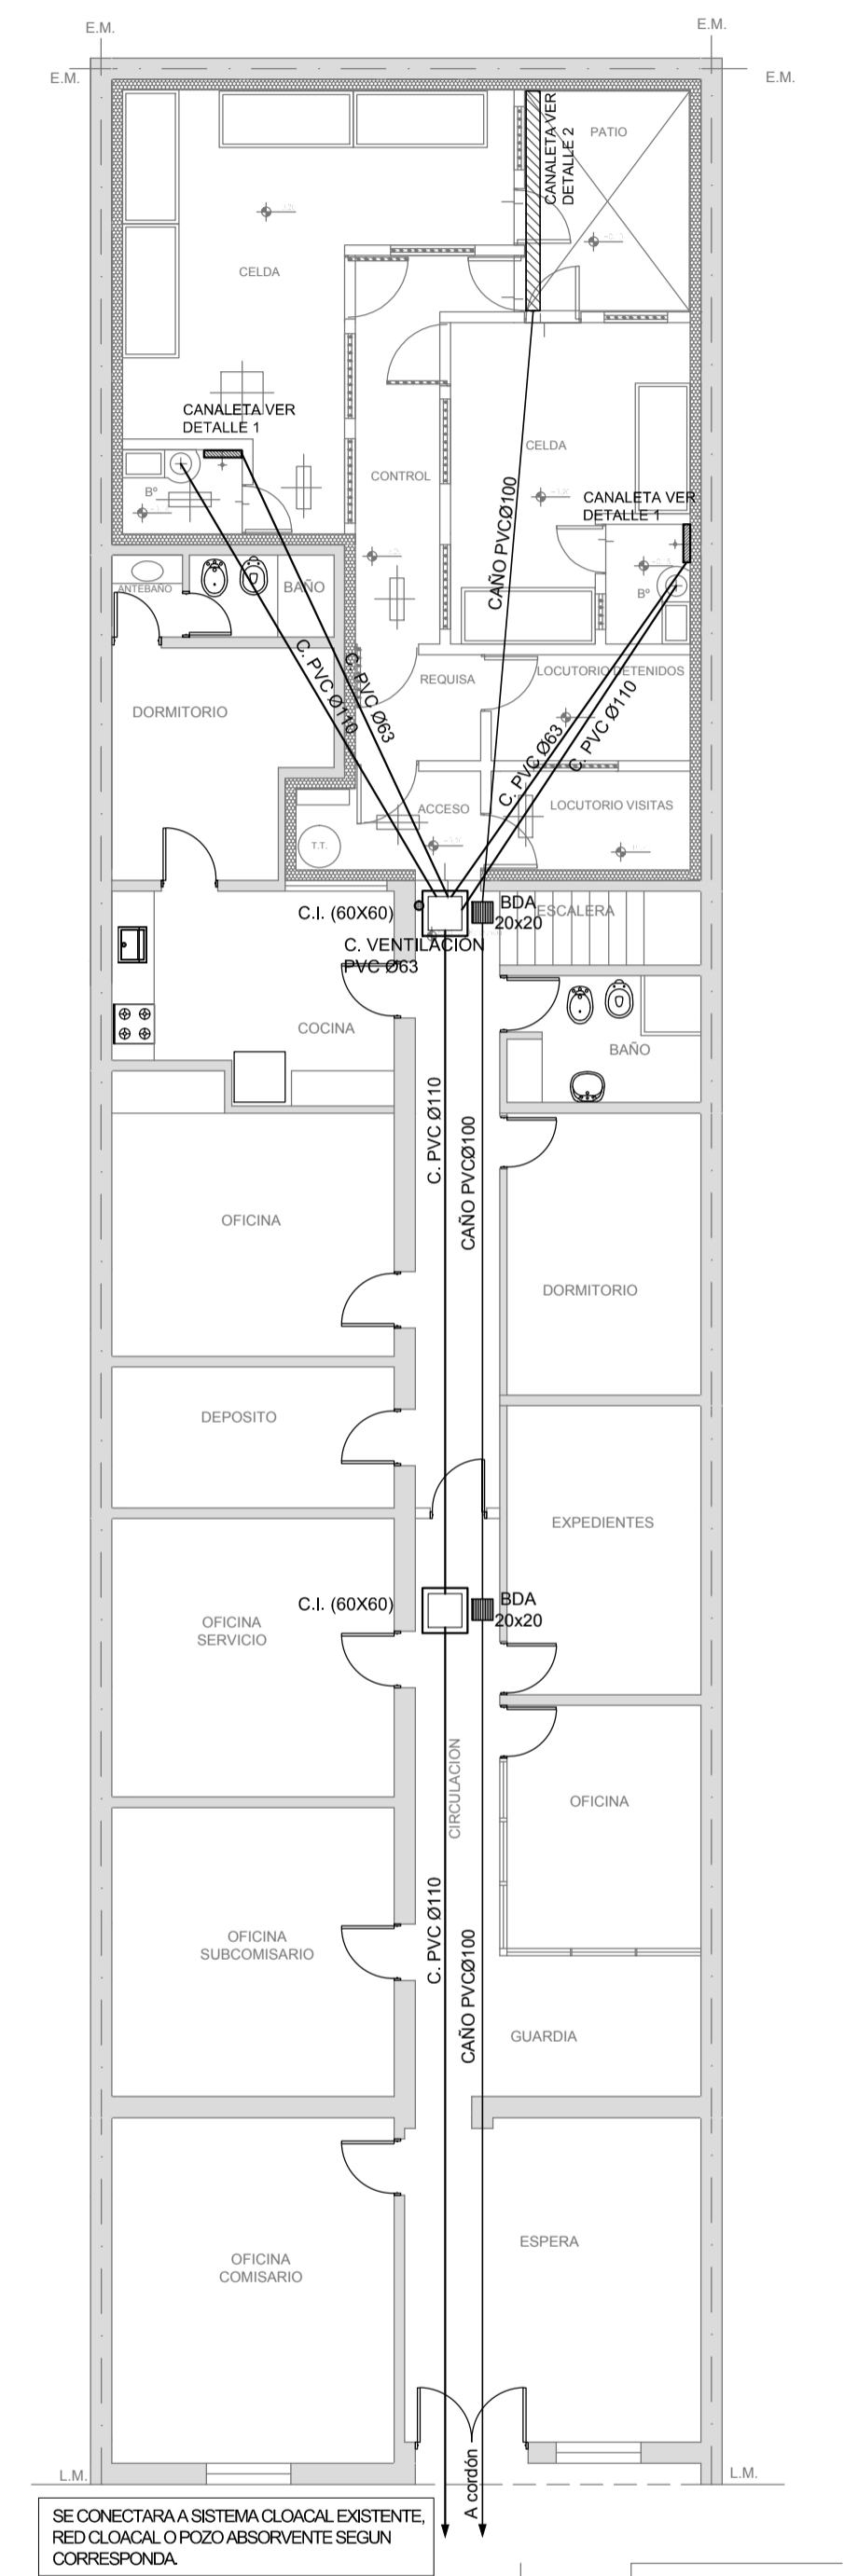 E.M.
E.M.
E.M.
E.M.
CANALETA VER
DETALLE 2
PATIO
CELDA
CANALETA VER
DETALLE 1
CELDA
CONTROL
CANALETA VER
DETALLE 1
Bº
CAÑO PVCØ100
Bº
ANTEBAÑO
BAÑO
C. PVC Ø110
C. PVC Ø63
REQUISA
LOCUTORIO DETENIDOS
DORMITORIO
C. PVC Ø63
C. PVC Ø110
ACCESO
LOCUTORIO VISITAS
T.T.
C.I. (60X60)
BDA
20x20
ESCALERA
C. VENTILACIÓN
PVC Ø63
COCINA
BAÑO
C. PVC Ø110
CAÑO PVCØ100
OFICINA
DORMITORIO
DEPOSITO
EXPEDIENTES
C.I. (60X60)
BDA
20x20
OFICINA
SERVICIO
CIRCULACION
OFICINA
C. PVC Ø110
CAÑO PVCØ100
OFICINA
SUBCOMISARIO
GUARDIA
ESPERA
OFICINA
COMISARIO
A cordón
L.M.
L.M.
SE CONECTARA A SISTEMA CLOACAL EXISTENTE,
RED CLOACAL O POZO ABSORVENTE SEGUN
CORRESPONDA.